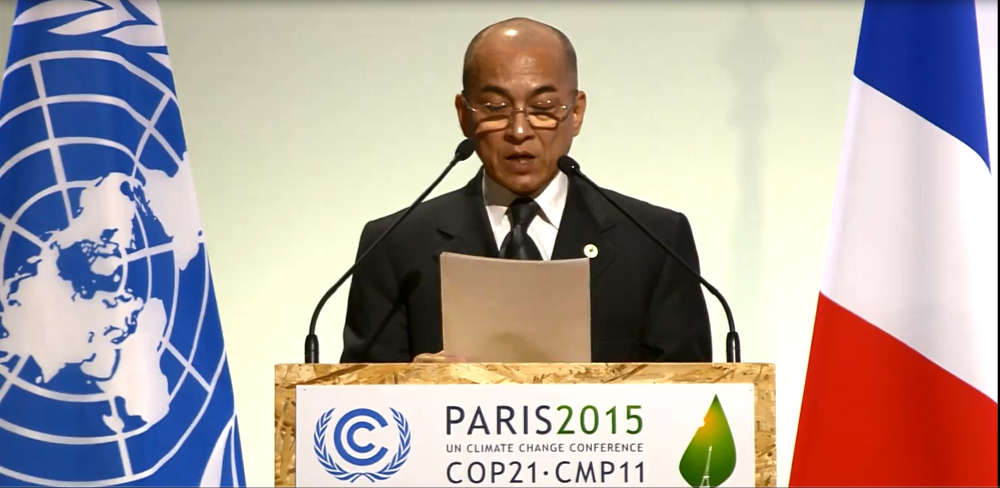 PARIS2015
UN CLIMATE CHANGE CONFERENCE
COP21·CMP11